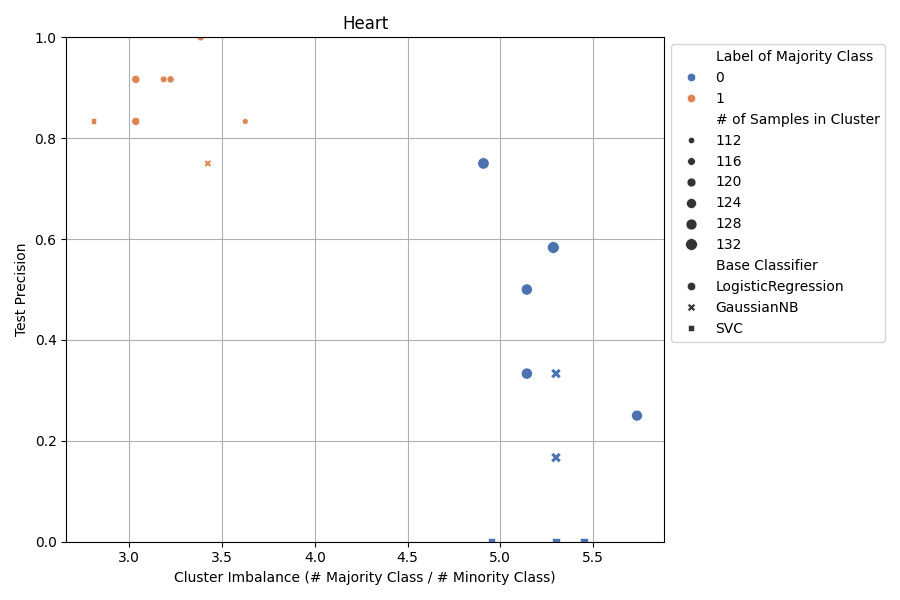 Heart
Test Precision
1.0
0.8
0.6
0.4
0.2
0.0
3.0 3.5 4.0 4.5 5.0 5.5
Cluster Imbalance (# Majority Class / # Minority Class)
Label of Majority Class
0
1
# of Samples in Cluster
112
116
120
124
128
132
Base Classifier
LogisticRegression
GaussianNB
SVC